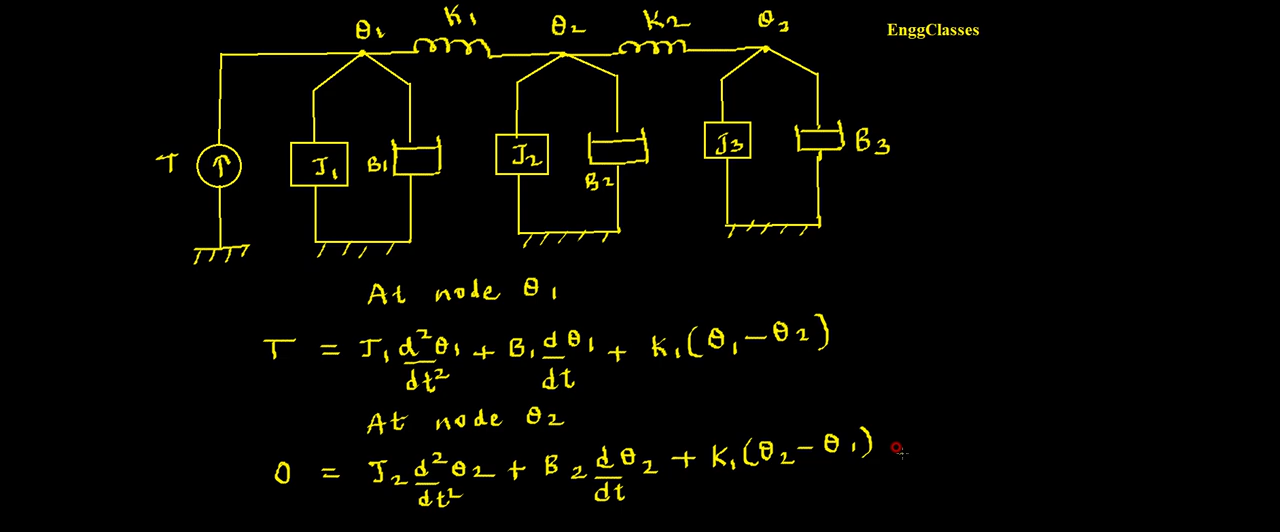 θ₁ K₁ θ₂ K₂ θ₃
EnggClasses
T J₁ B₁ J₂ B₂ J₃ B₃
At node θ₁
T = J₁ d²θ₁/dt² + B₁ dθ₁/dt + K₁(θ₁-θ₂)
At node θ₂
0 = J₂ d²θ₂/dt² + B₂ dθ₂/dt + K₁(θ₂-θ₁)